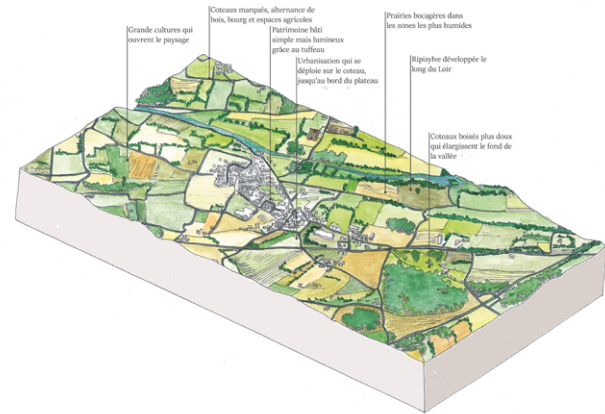 Coteaux marqués, alternance de
bois, bourg et espaces agricoles
Grande cultures qui
ouvrent le paysage
Patrimoine bâti
simple mais lumineux
grâce au tuffeau
Prairies bocagères dans
les zones les plus humides
Urbanisation qui se
déploie sur le coteau,
jusqu'au bord du plateau
Ripisylve développée le
long du Loir
Coteaux boisés plus doux
qui élargissent le fond de
la vallée